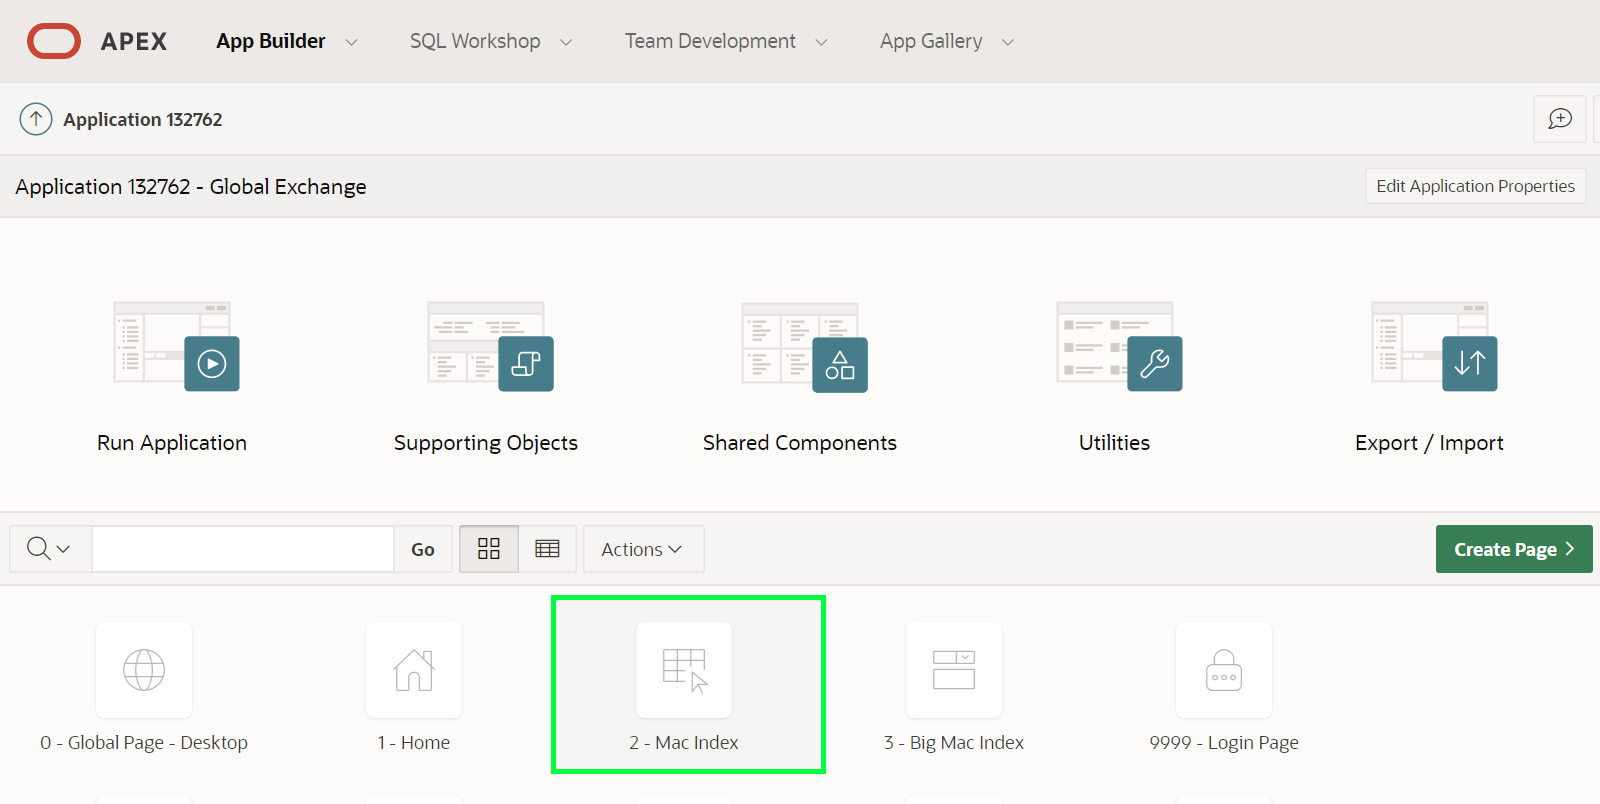 APEX App Builder SQL Workshop Team Development App Gallery
Application 132762
Application 132762 - Global Exchange Edit Application Properties
Run Application Supporting Objects Shared Components Utilities Export / Import
Go Actions Create Page
0 - Global Page - Desktop 1 - Home 2 - Mac Index 3 - Big Mac Index 9999 - Login Page